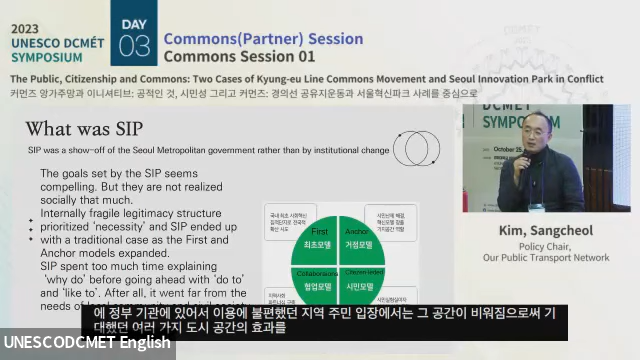 2023
UNESCO DCMÉT
SYMPOSIUM
DAY
03
Commons(Partner) Session
Commons Session 01
The Public, Citizenship and Commons: Two Cases of Kyung-eu Line Commons Movement and Seoul Innovation Park in Conflict
커먼즈 앙가주망과 이니셔티브: 공적인 것, 시민성 그리고 커먼즈: 경의선 공유지운동과 서울혁신파크 사례를 중심으로
What was SIP
SIP was a show-off of the Seoul Metropolitan government rather than by institutional change
The goals set by the SIP seems
compelling. But they are not realized
socially that much.
Internally fragile legitimacy structure
prioritized ‘necessity’ and SIP ended up
with a traditional case as the First and
Anchor models expanded.
SIP spent too much time explaining
‘why do’ before going ahead with ‘do to’
and ‘like to’. After all, it went far from the
needs of
First
최초모델
Anchor
거점모델
협업모델
시민모델
DCMÉT
SYMPOSIUM
October 25
Kim, Sangcheol
Policy Chair,
Our Public Transport Network
에 정부 기관에 있어서 이용에 불편했던 지역 주민 입장에서는 그 공간이 비워짐으로써 기
대했던 여러 가지 도시 공간의 효과를
UNESCODCMET English